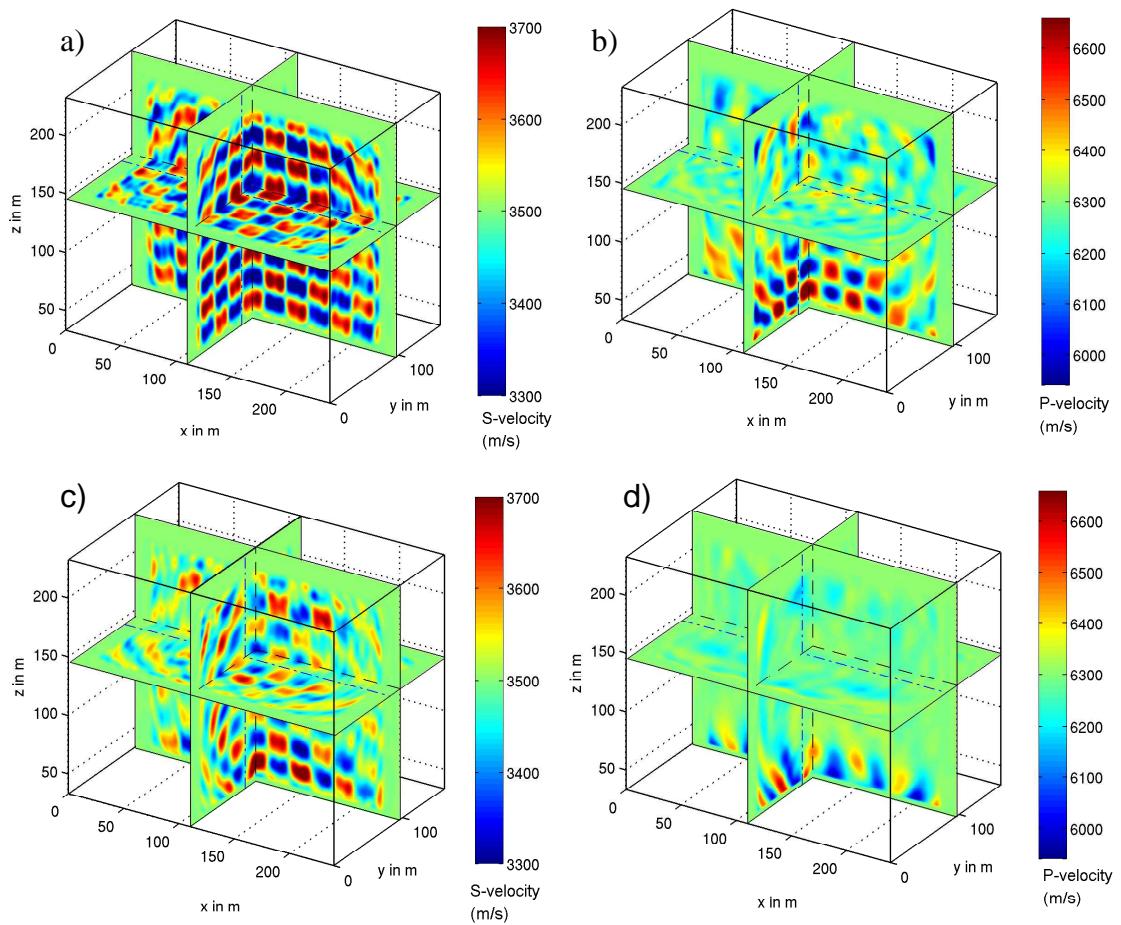 a)
200
150
100
50
z in m
0
50
100
150
200
x in m
0
100
y in m
3700
3600
3500
3400
3300
S-velocity
(m/s)
b)
200
150
100
50
z in m
0
50
100
150
200
x in m
0
100
y in m
6600
6500
6400
6300
6200
6100
6000
P-velocity
(m/s)
c)
200
150
100
50
z in m
0
50
100
150
200
x in m
0
100
y in m
3700
3600
3500
3400
3300
S-velocity
(m/s)
d)
200
150
100
50
z in m
0
50
100
150
200
x in m
0
100
y in m
6600
6500
6400
6300
6200
6100
6000
P-velocity
(m/s)